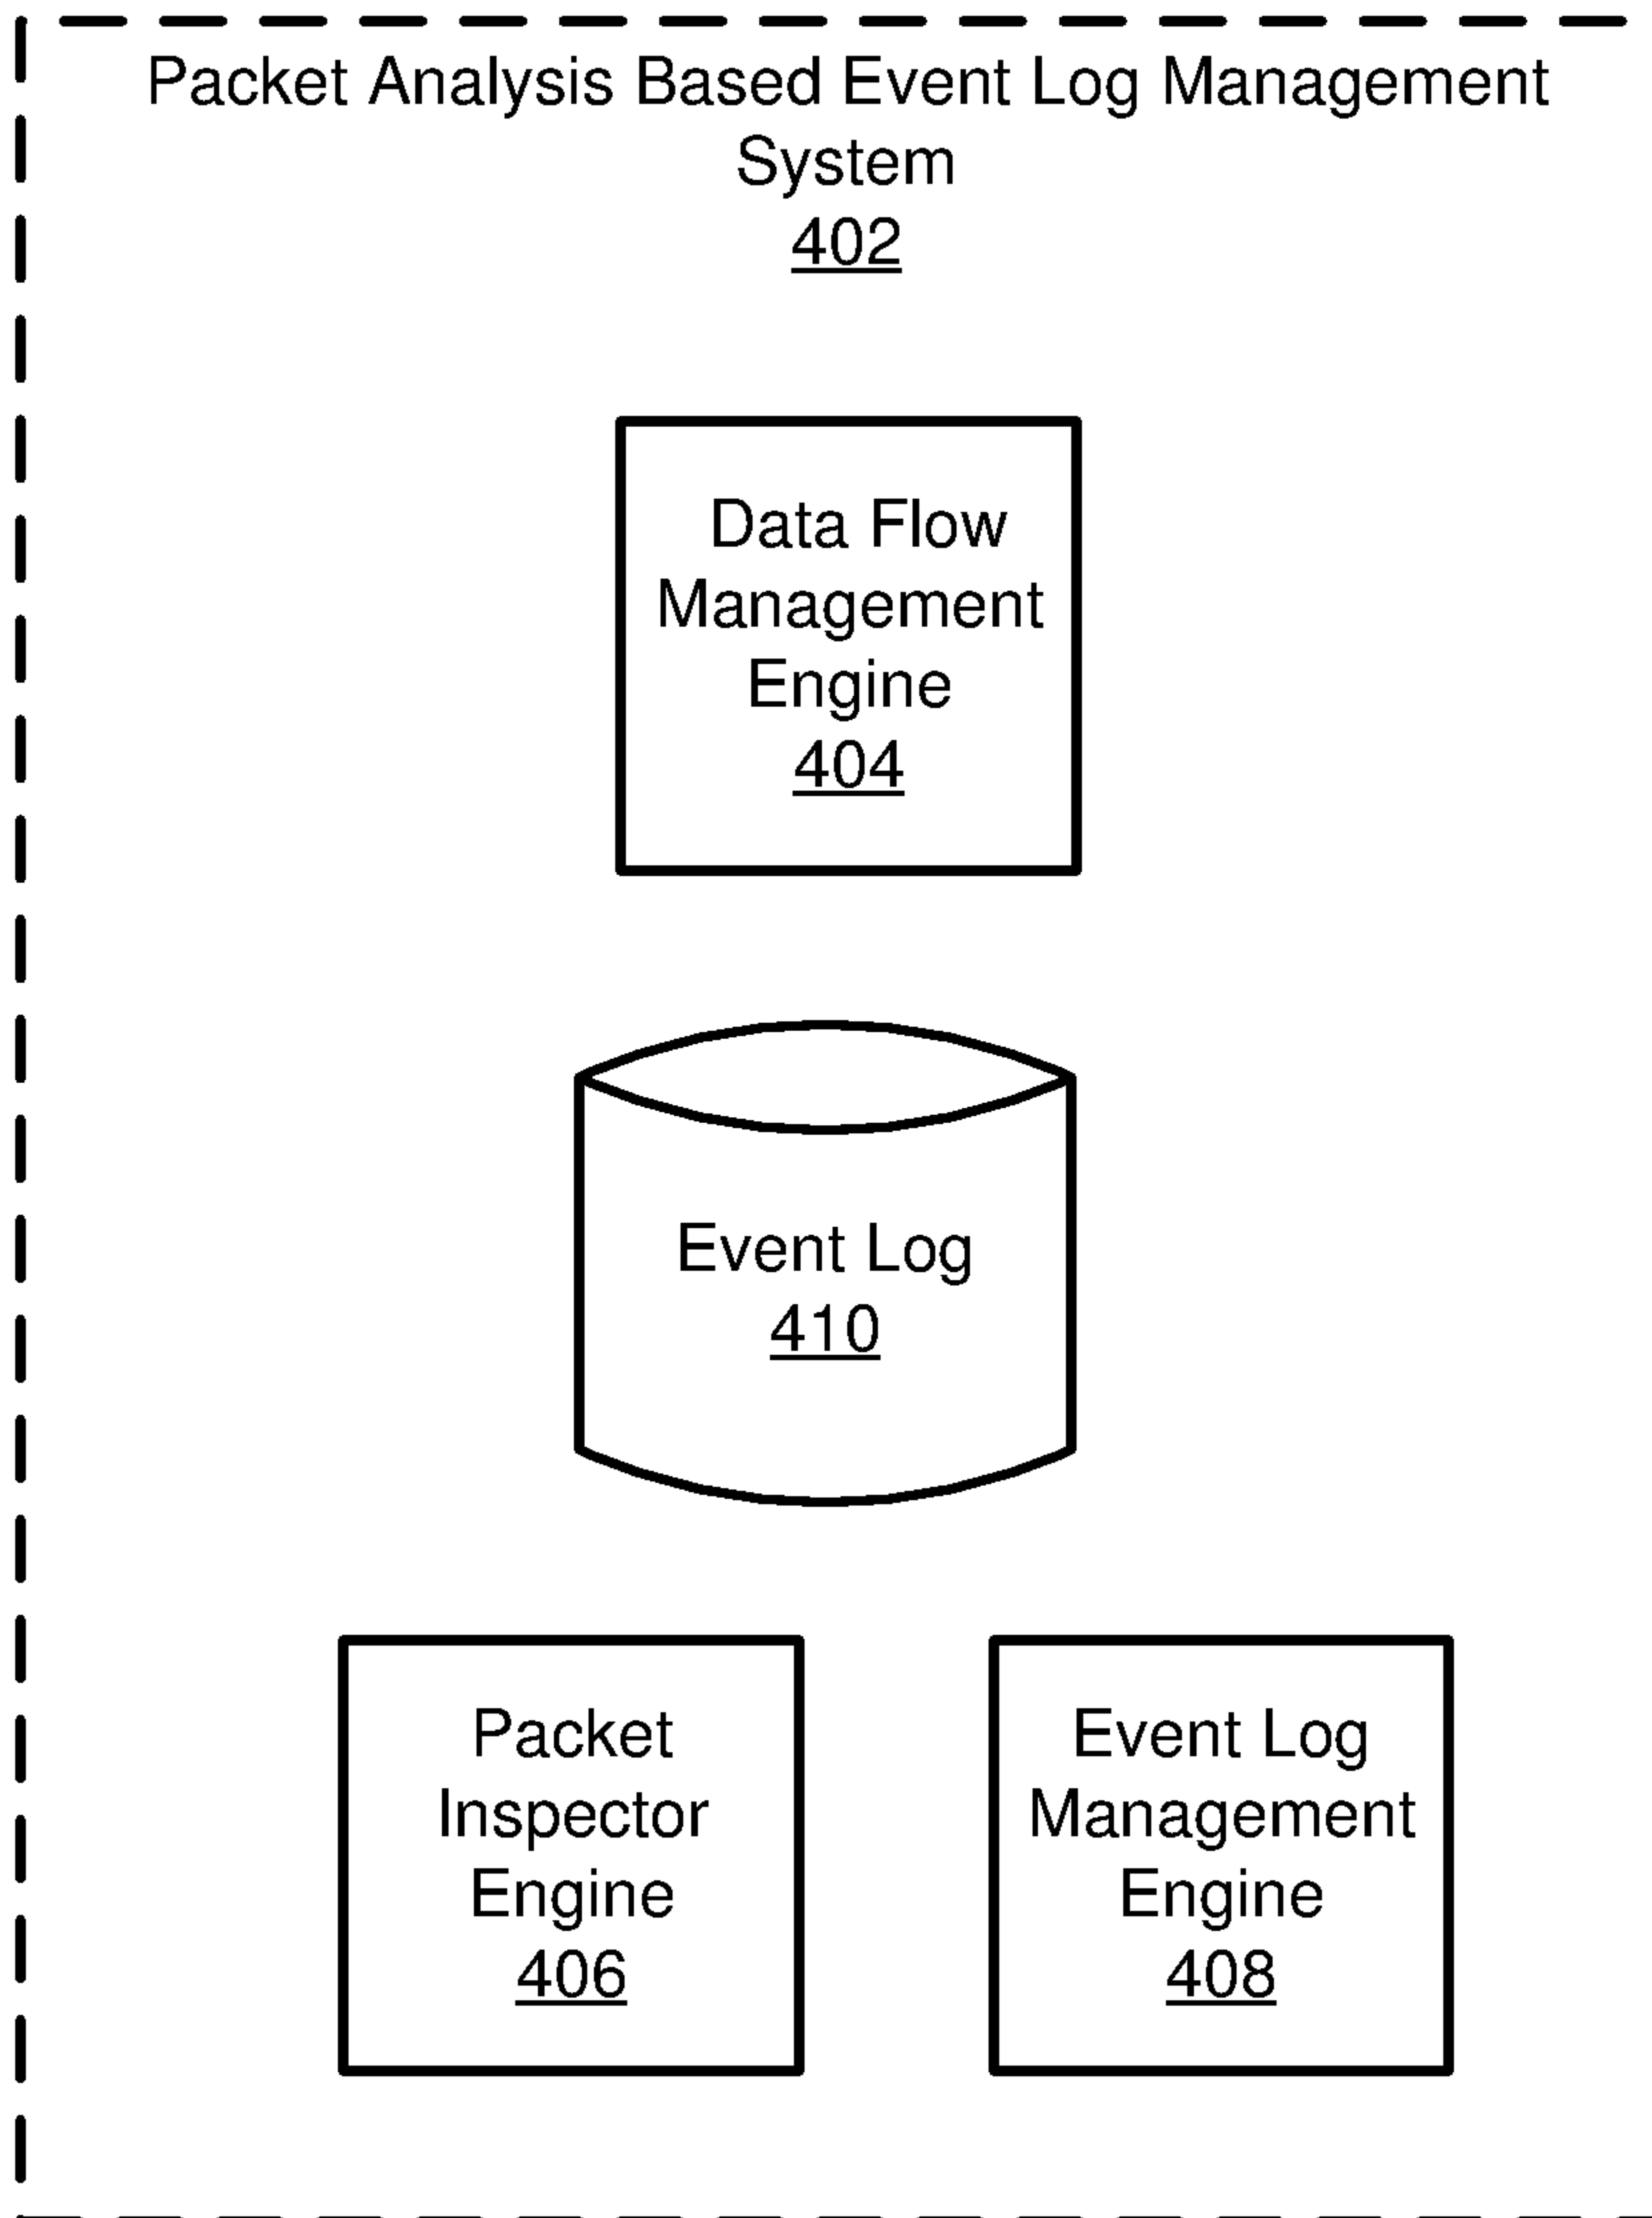 Packet Analysis Based Event Log Management
System
402
Data Flow
Management
Engine
404
Event Log
410
Packet
Inspector
Engine
406
Event Log
Management
Engine
408